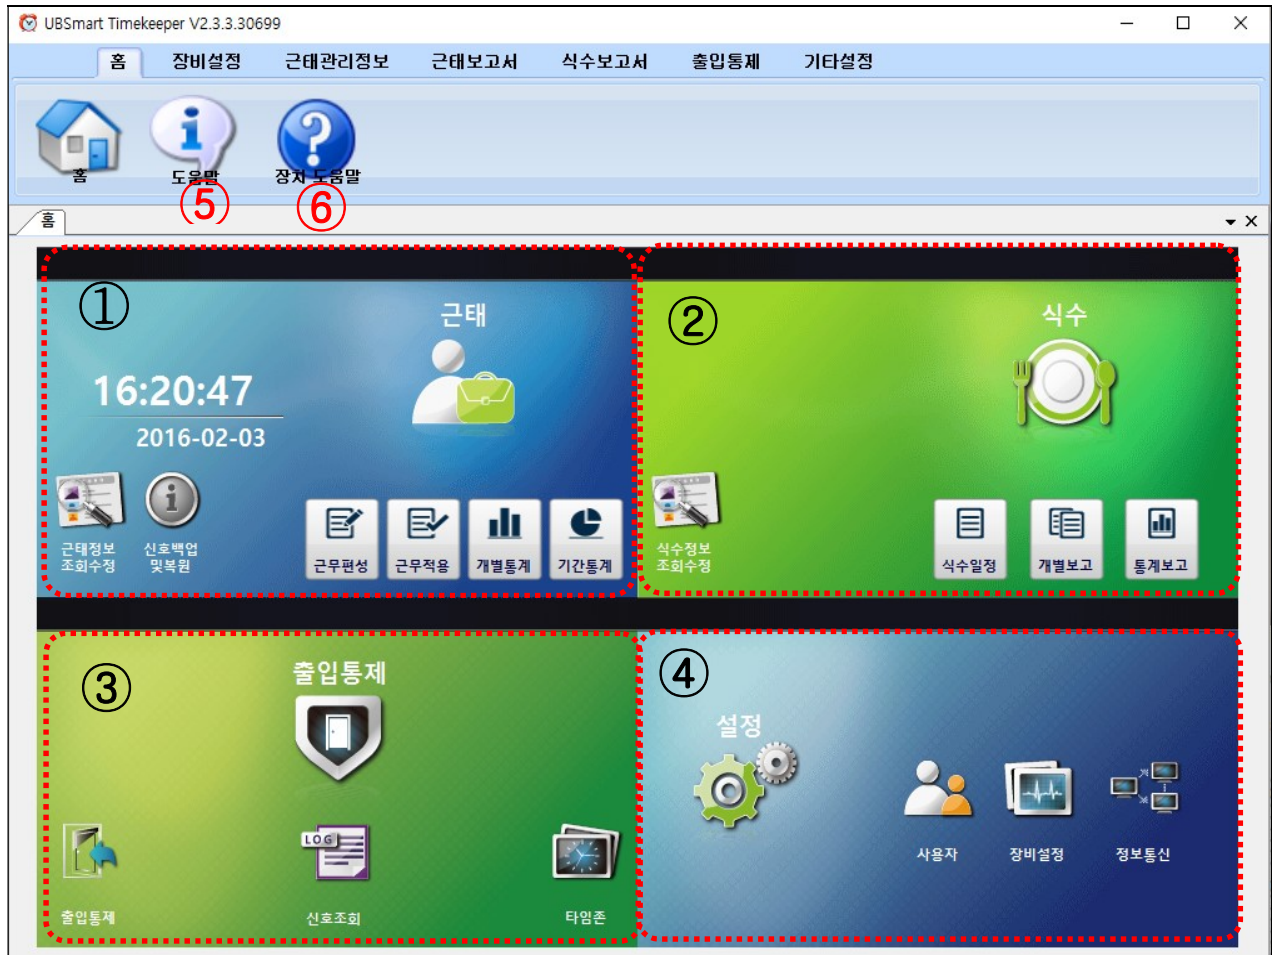 UBSmart Timekeeper V2.3.3.30699
홈 장비설정 근태관리정보 근태보고서 식수보고서 출입통제 기타설정
홈 도움말 장치 도움말
⑤ ⑥
홈
①
근태
16:20:47
2016-02-03
근태정보
조회수정
신호백업
및복원
근무편성 근무적용 개별통계 기간통계
②
식수
식수정보
조회수정
식수일정 개별보고 통계보고
③
출입통제
LOG
출입통제 신호조회 타임존
④
설정
사용자 장비설정 정보통신